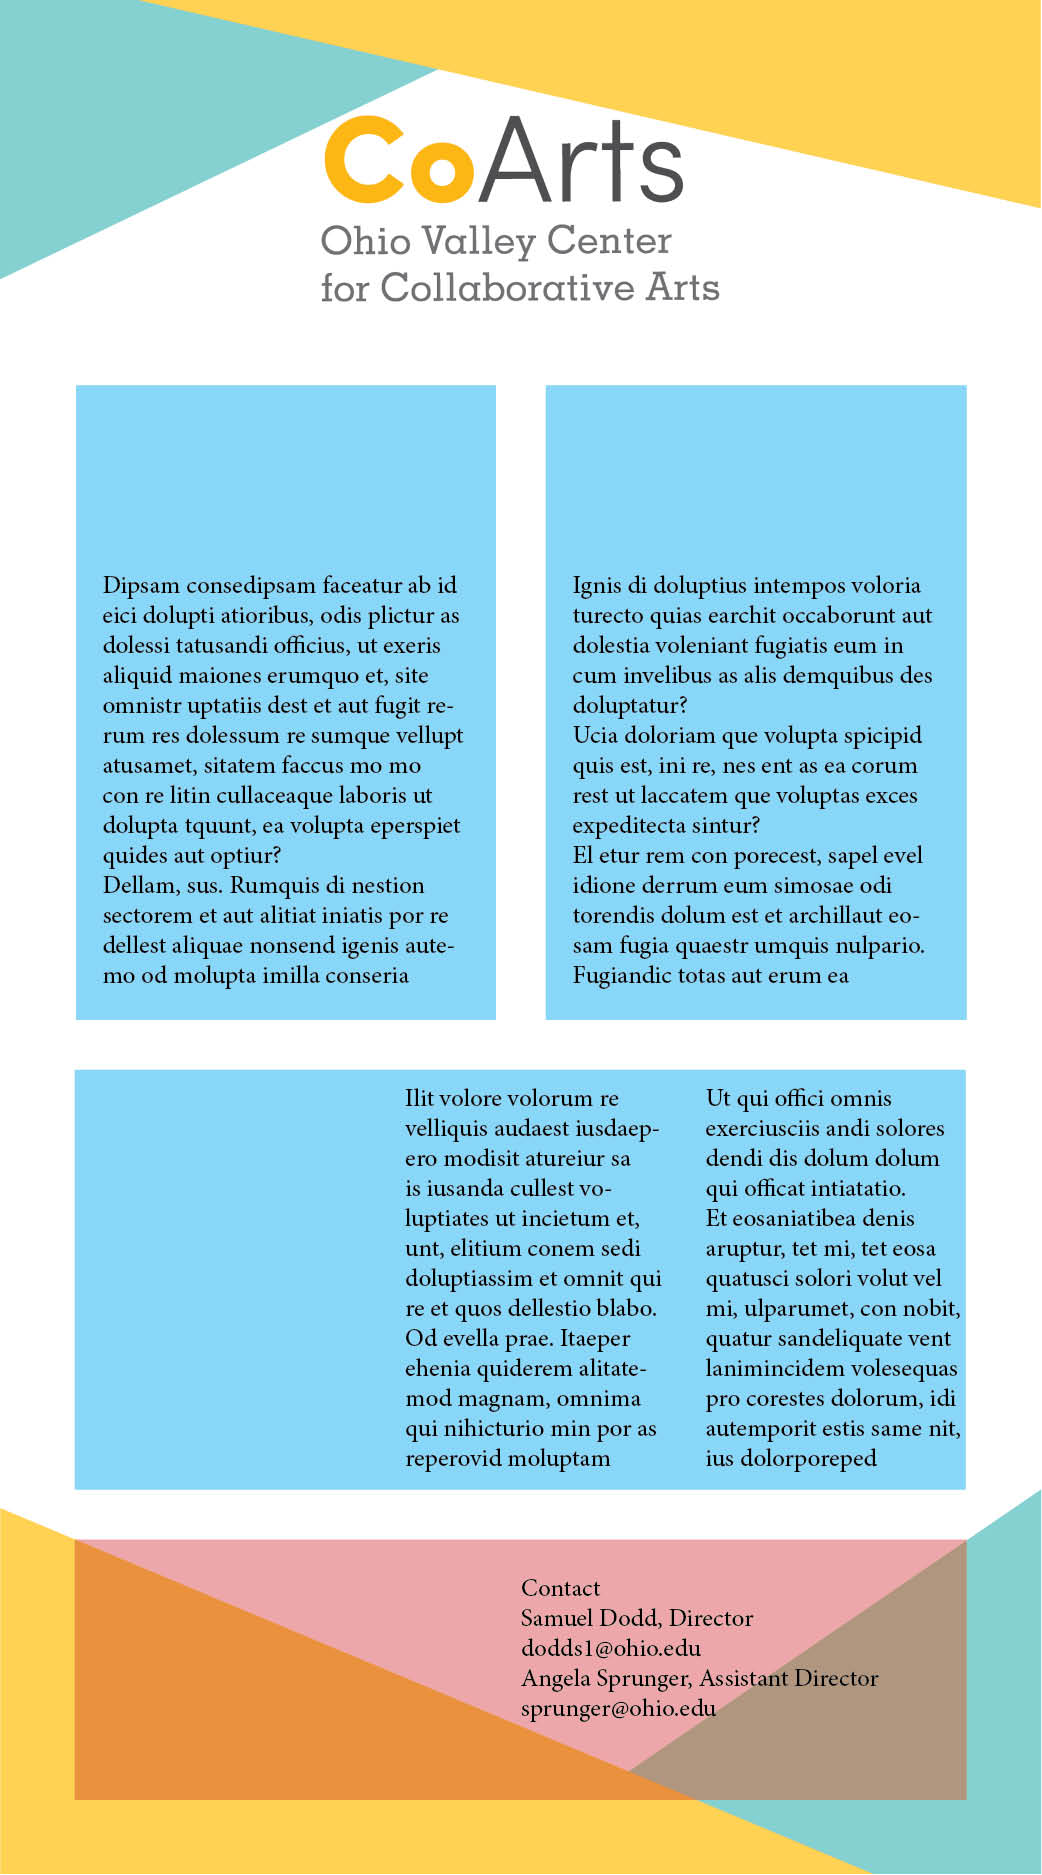 CoArts
Ohio Valley Center
for Collaborative Arts
Dipsam consedipsam faceatur ab id
eici dolupti atioribus, odis plictur as
dolessi tatusandi officius, ut exeris
aliquid maiones erumquo et, site
omnistr uptatiis dest et aut fugit re-
rum res dolessum re sumque vellupt
atusamet, sitatem faccus mo mo
con re litin cullaceaque laboris ut
dolupta tquunt, ea volupta eperspiet
quides aut optiur?
Dellam, sus. Rumquis di nestion
sectorem et aut alitiat iniatis por re
dellest aliquae nonsend igenis aute-
mo od molupta imilla conseria
Ignis di doluptius intempos voloria
turecto quias earchit occaborunt aut
dolestia voleniant fugiatis eum in
cum invelibus as alis demquibus des
doluptatur?
Ucia doloriam que volupta spicipid
quis est, ini re, nes ent as ea corum
rest ut laccatem que voluptas exces
expeditecta sintur?
El etur rem con porecest, sapel evel
idione derrum eum simosae odi
torendis dolum est et archillaut eo-
sam fugia quaestr umquis nulpario.
Fugiandic totas aut erum ea
Ilit volore volorum re
velliquis audaest iusdaep-
ero modisit atureiur sa
is iusanda cullest vo-
luptiates ut incietum et,
unt, elitium conem sedi
doluptiassim et omnit qui
re et quos dellestio blabo.
Od evella prae. Itaeper
ehenia quiderem alitate-
mod magnam, omnima
qui nihicturio min por as
reperovid moluptam
Ut qui offici omnis
exerciusciis andi solores
dendi dis dolum dolum
qui officat intiatatio.
Et eosaniatibea denis
aruptur, tet mi, tet eosa
quatusci solori volut vel
mi, ulparumet, con nobit,
quatur sandeliquate vent
lanimincidem volesequas
pro corestes dolorum, idi
autemporit estis same nit,
ius dolorporeped
Contact
Samuel Dodd, Director
dodds1@ohio.edu
Angela Sprunger, Assistant Director
sprunger@ohio.edu